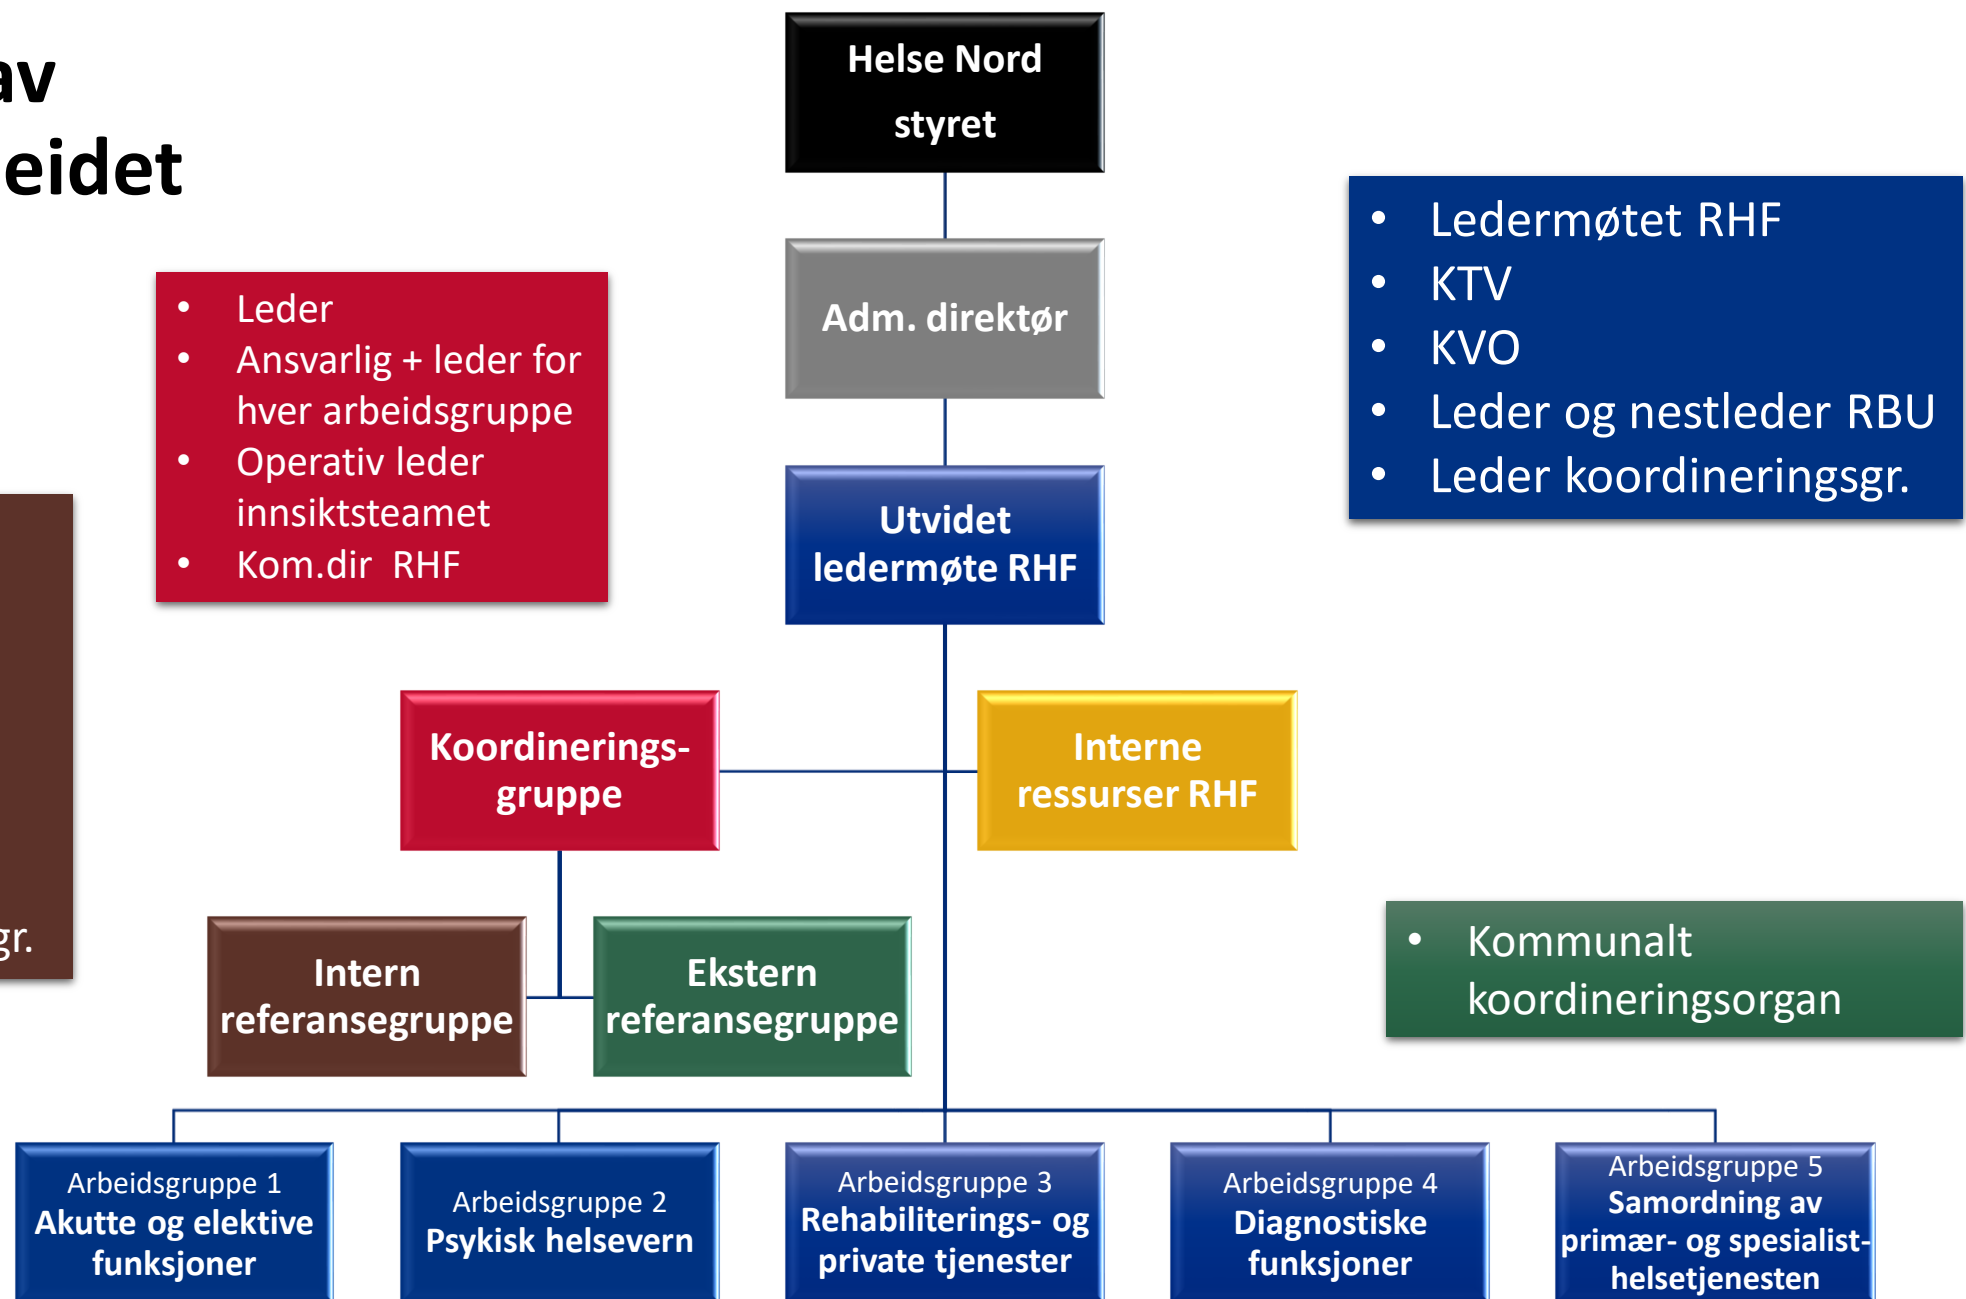 av
eidet
Helse Nord
styret
Adm. direktør
Utvidet
ledermøte RHF
• Leder
• Ansvarlig + leder for
hver arbeidsgruppe
• Operativ leder
innsiktsteamet
• Kom.dir RHF
• Ledermøtet RHF
• KTV
• KVO
• Leder og nestleder RBU
• Leder koordineringsgr.
gr.
Koordinerings-
gruppe
Interne
ressurser RHF
Intern
referansegruppe
Ekstern
referansegruppe
• Kommunalt
koordineringsorgan
Arbeidsgruppe 1
Akutte og elektive
funksjoner
Arbeidsgruppe 2
Psykisk helsevern
Arbeidsgruppe 3
Rehabiliterings- og
private tjenester
Arbeidsgruppe 4
Diagnostiske
funksjoner
Arbeidsgruppe 5
Samordning av
primær- og spesialist-
helsetjenesten